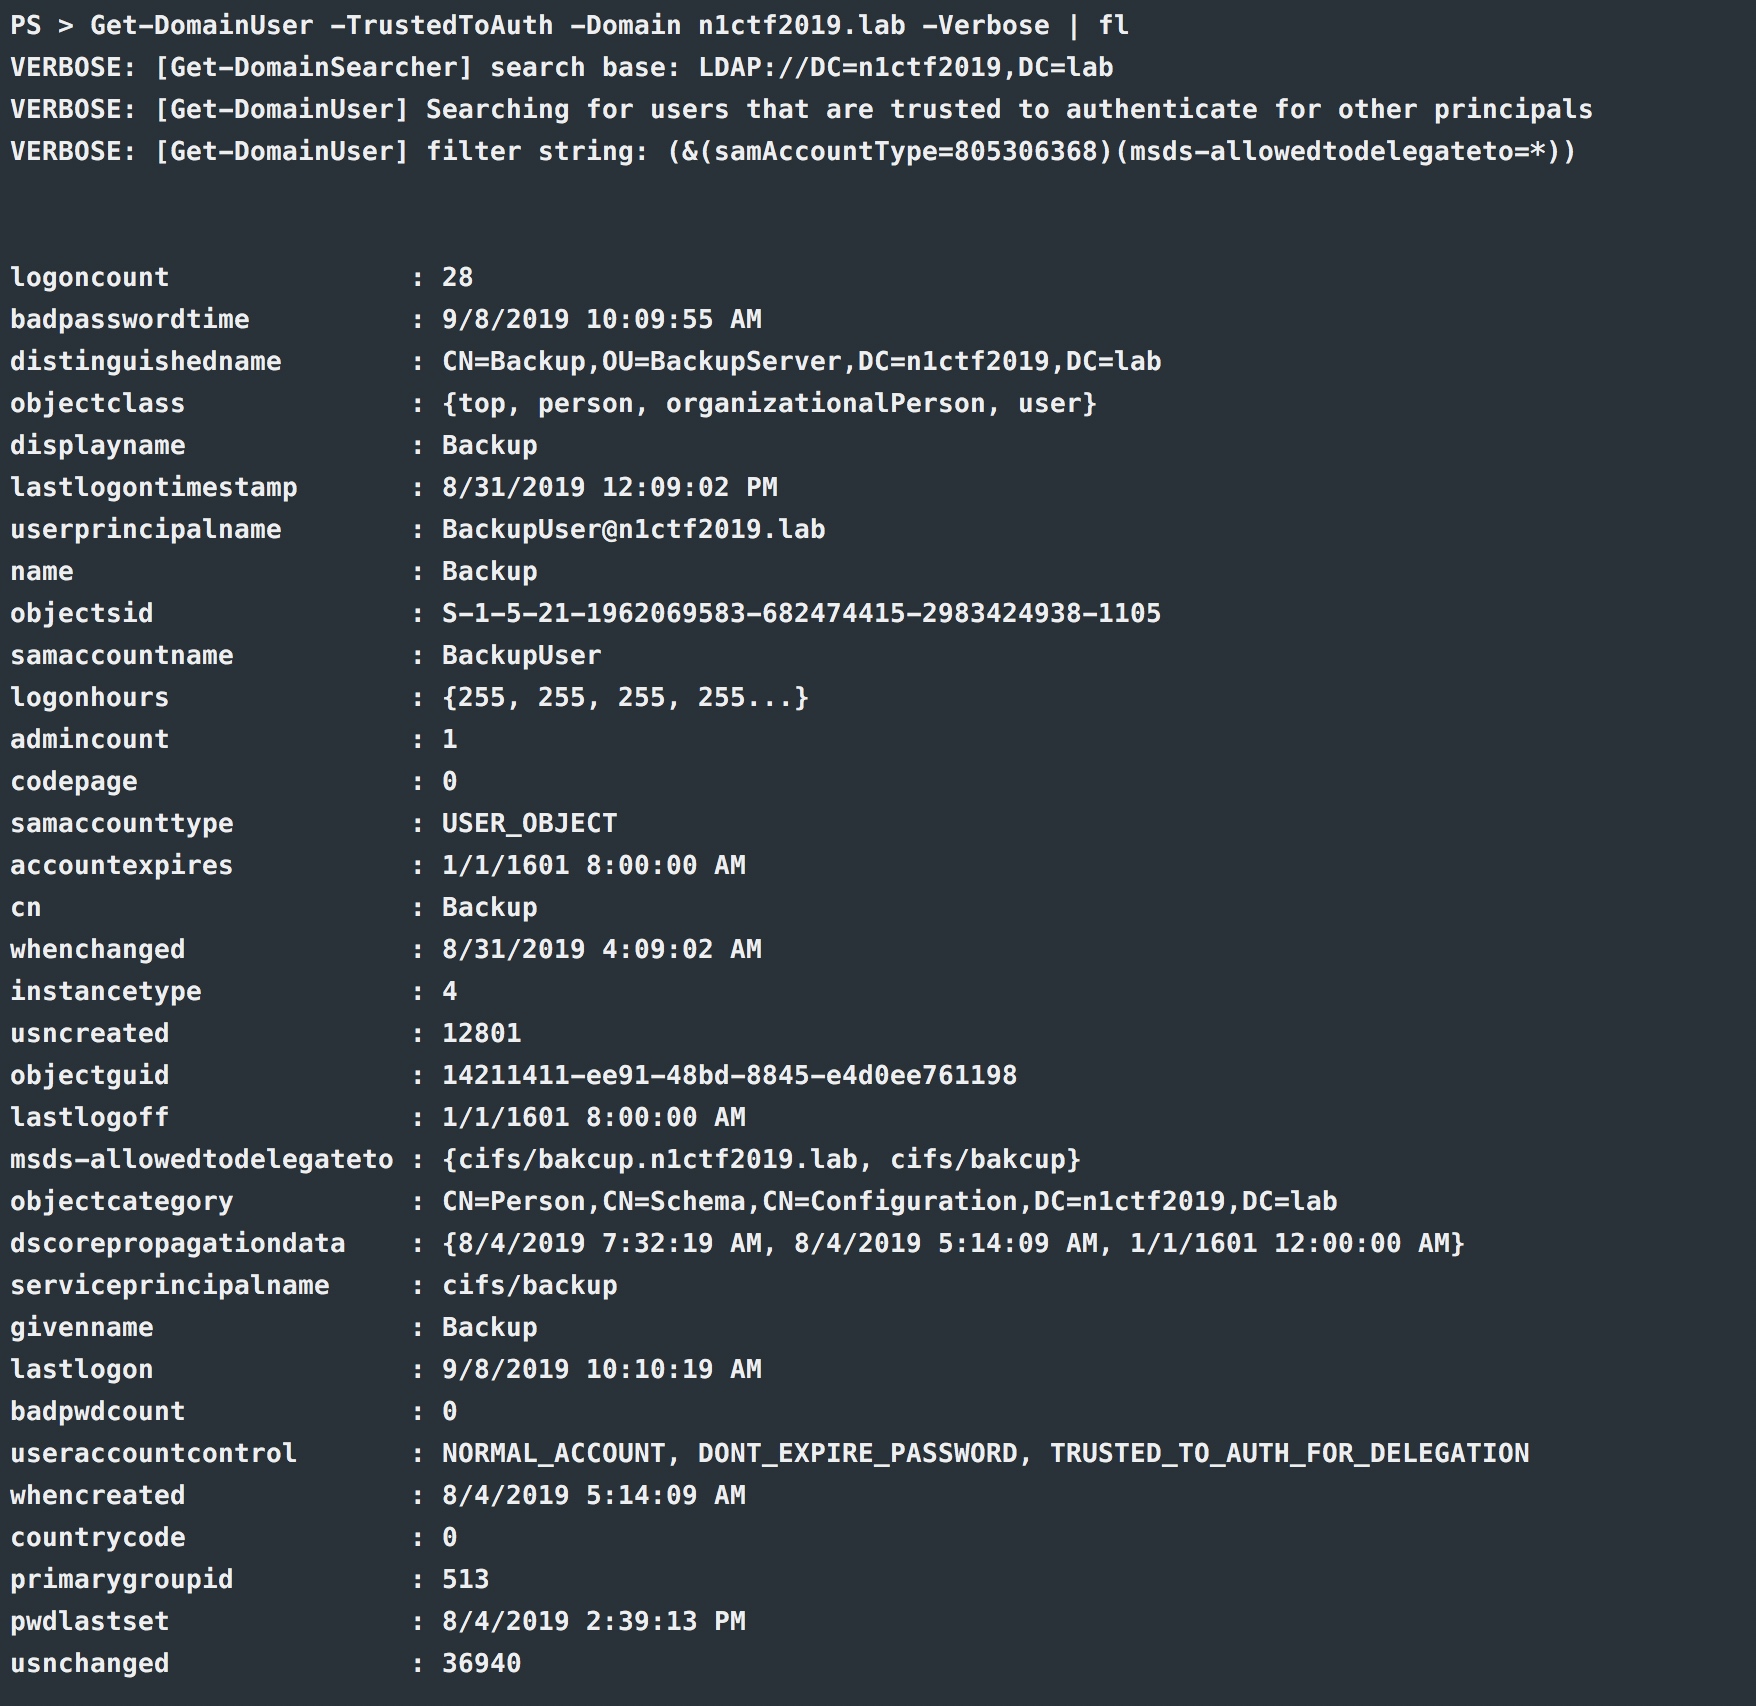 PS > Get-DomainUser -TrustedToAuth -Domain n1ctf2019.lab -Verbose | fl
VERBOSE: [Get-DomainSearcher] search base: LDAP://DC=n1ctf2019,DC=lab
VERBOSE: [Get-DomainUser] Searching for users that are trusted to authenticate for other principals
VERBOSE: [Get-DomainUser] filter string: (&(samAccountType=805306368)(msds-allowedtodelegateto=*))
logoncount : 28
badpasswordtime : 9/8/2019 10:09:55 AM
distinguishedname : CN=Backup,OU=BackupServer,DC=n1ctf2019,DC=lab
objectclass : {top, person, organizationalPerson, user}
displayname : Backup
lastlogontimestamp : 8/31/2019 12:09:02 PM
userprincipalname : BackupUser@n1ctf2019.lab
name : Backup
objectsid : S-1-5-21-1962069583-682474415-2983424938-1105
samaccountname : BackupUser
logonhours : {255, 255, 255, 255...}
admincount : 1
codepage : 0
samaccounttype : USER_OBJECT
accountexpires : 1/1/1601 8:00:00 AM
cn : Backup
whenchanged : 8/31/2019 4:09:02 AM
instancetype : 4
usncreated : 12801
objectguid : 14211411-ee91-48bd-8845-e4d0ee761198
lastlogoff : 1/1/1601 8:00:00 AM
msds-allowedtodelegateto : {cifs/bakcup.n1ctf2019.lab, cifs/bakcup}
objectcategory : CN=Person,CN=Schema,CN=Configuration,DC=n1ctf2019,DC=lab
dscorepropagationdata : {8/4/2019 7:32:19 AM, 8/4/2019 5:14:09 AM, 1/1/1601 12:00:00 AM}
serviceprincipalname : cifs/backup
givenname : Backup
lastlogon : 9/8/2019 10:10:19 AM
badpwdcount : 0
useraccountcontrol : NORMAL_ACCOUNT, DONT_EXPIRE_PASSWORD, TRUSTED_TO_AUTH_FOR_DELEGATION
whencreated : 8/4/2019 5:14:09 AM
countrycode : 0
primarygroupid : 513
pwdlastset : 8/4/2019 2:39:13 PM
usnchanged : 36940